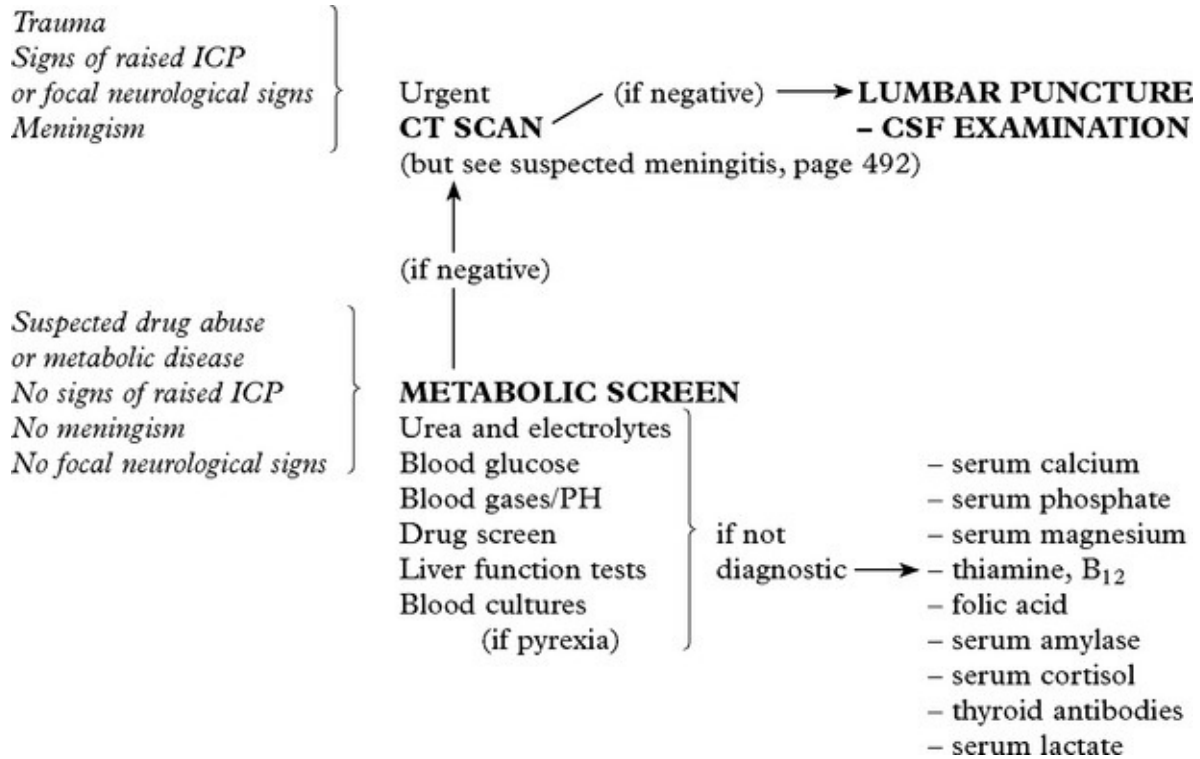 Trauma
Signs of raised ICP
or focal neurological signs
Meningism
Urgent
CT SCAN
(but see suspected meningitis, page 492)
(if negative)
LUMBAR PUNCTURE
– CSF EXAMINATION
(if negative)
Suspected drug abuse
or metabolic disease
No signs of raised ICP
No meningism
No focal neurological signs
METABOLIC SCREEN
Urea and electrolytes
Blood glucose
Blood gases/PH
Drug screen
Liver function tests
Blood cultures
(if pyrexia)
if not
diagnostic
– serum calcium
– serum phosphate
– serum magnesium
– thiamine, B₁₂
– folic acid
– serum amylase
– serum cortisol
– thyroid antibodies
– serum lactate